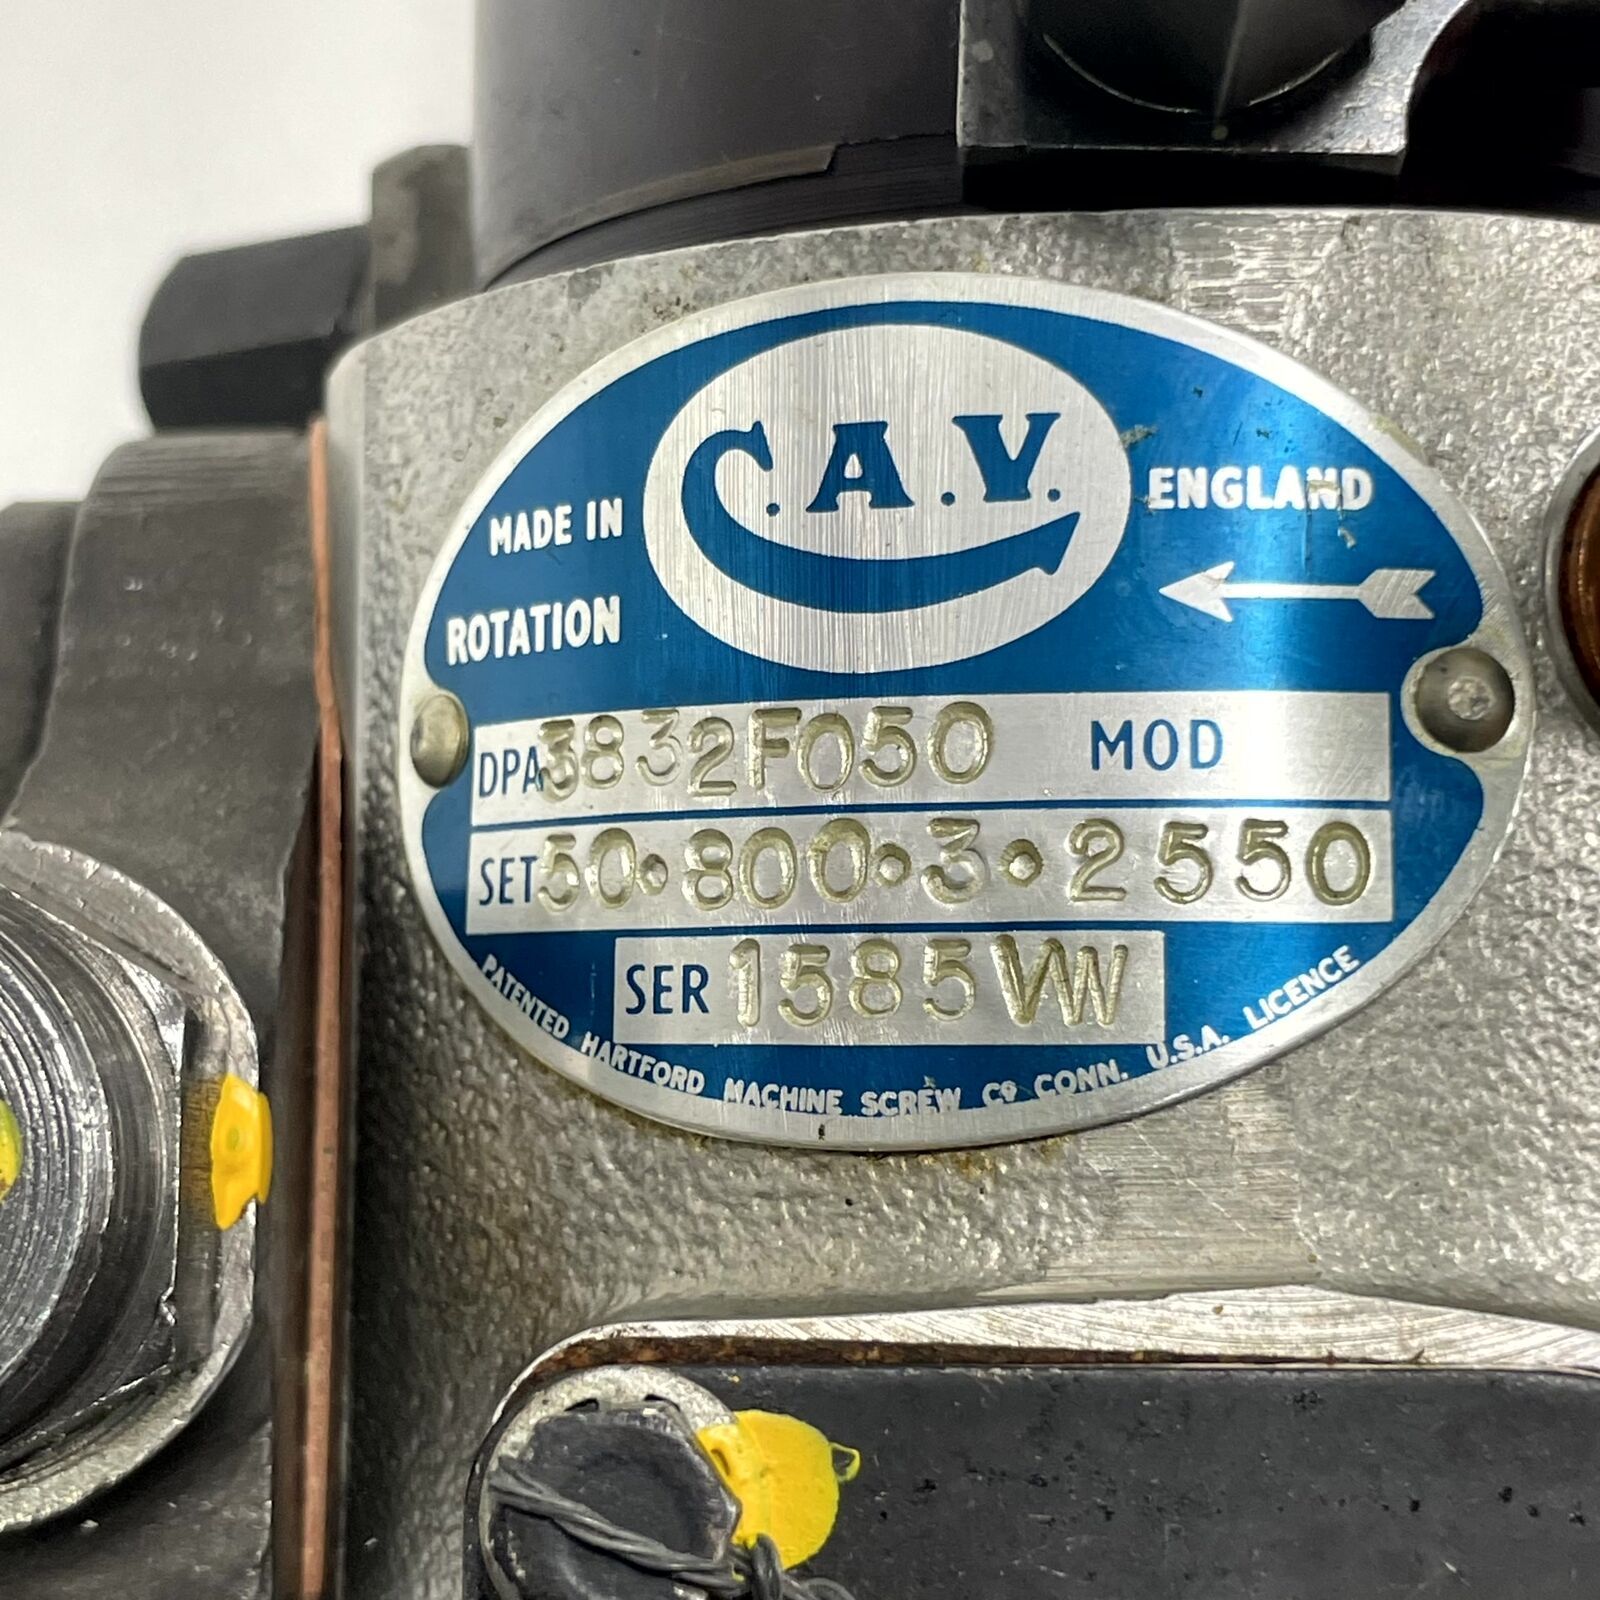 C.A.V.
MADE IN ENGLAND
ROTATION
DPA 3832F050 MOD
SET 50·800·3·2550
SER 1585VW
PATENTED HARTFORD MACHINE SCREW Cº CONN. U.S.A. LICENCE